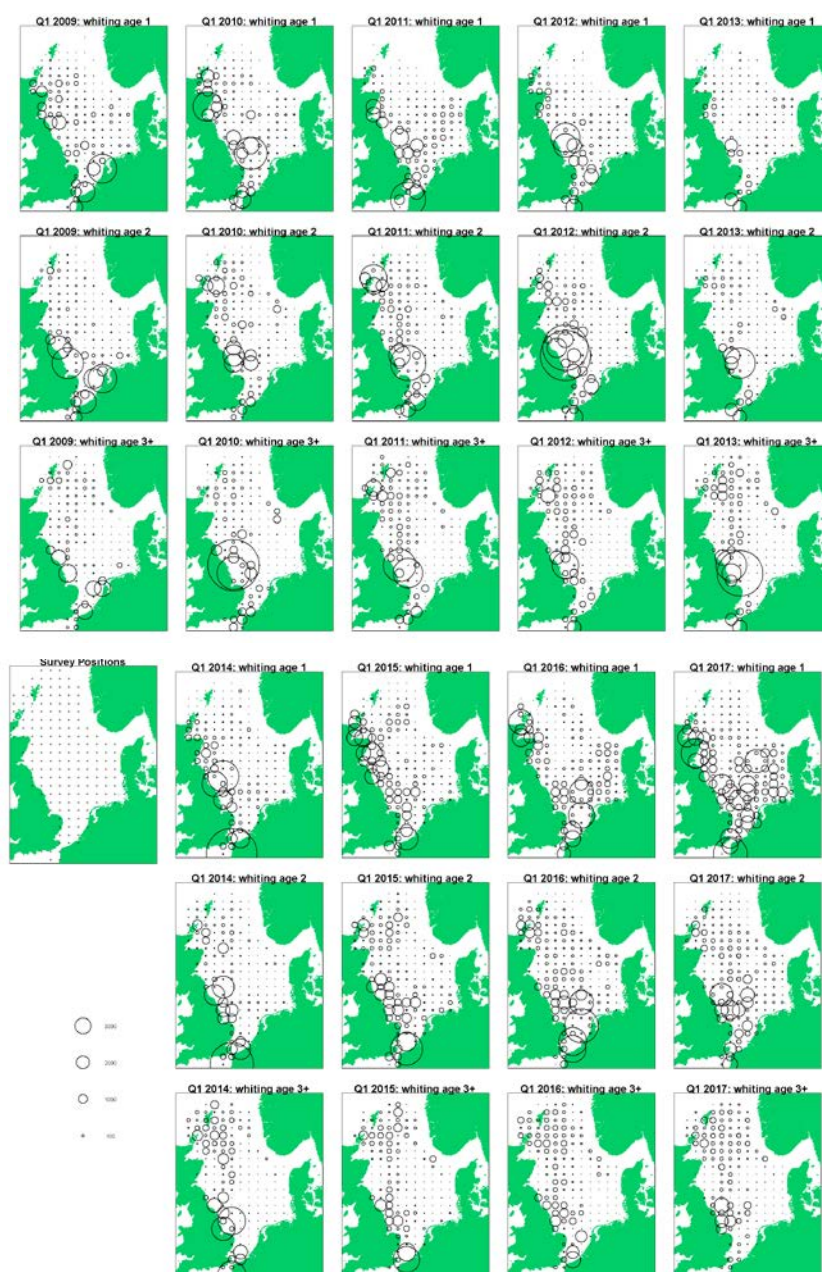 Q1 2009: whiting age 1
Q1 2010: whiting age 1
Q1 2011: whiting age 1
Q1 2012: whiting age 1
Q1 2013: whiting age 1
Q1 2009: whiting age 2
Q1 2010: whiting age 2
Q1 2011: whiting age 2
Q1 2012: whiting age 2
Q1 2013: whiting age 2
Q1 2009: whiting age 3+
Q1 2010: whiting age 3+
Q1 2011: whiting age 3+
Q1 2012: whiting age 3+
Q1 2013: whiting age 3+
Survey Positions
Q1 2014: whiting age 1
Q1 2015: whiting age 1
Q1 2016: whiting age 1
Q1 2017: whiting age 1
Q1 2014: whiting age 2
Q1 2015: whiting age 2
Q1 2016: whiting age 2
Q1 2017: whiting age 2
2000
1000
Q1 2014: whiting age 3+
Q1 2015: whiting age 3+
Q1 2016: whiting age 3+
Q1 2017: whiting age 3+